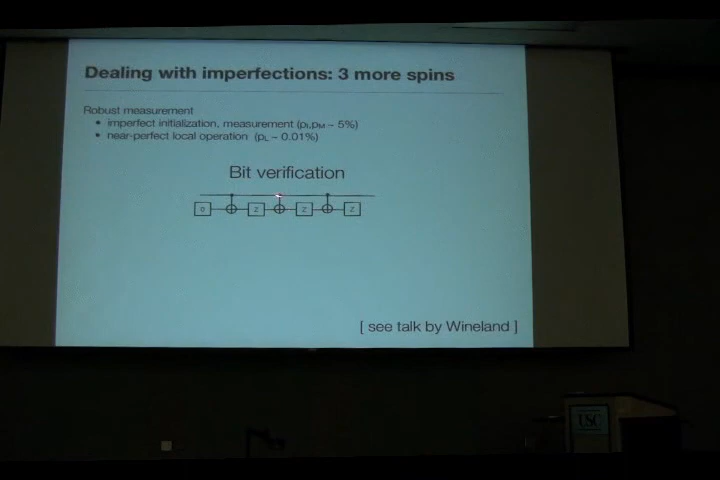 Dealing with imperfections: 3 more spins
Robust measurement
• imperfect initialization, measurement (pI,pM ~ 5%)
• near-perfect local operation (pL ~ 0.01%)
Bit verification
Z Z Z
[ see talk by Wineland ]
USC